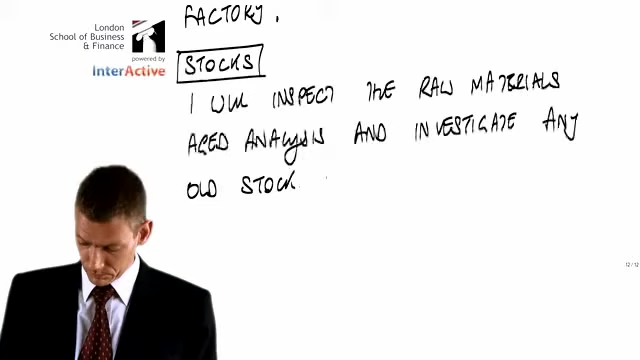 London
School of Business
& Finance
powered by
InterActive
FACTORY.
STOCKS
I WILL INSPECT THE RAW MATERIALS
AGED ANALYSIS AND INVESTIGATE ANY
OLD STOCK
12 / 12